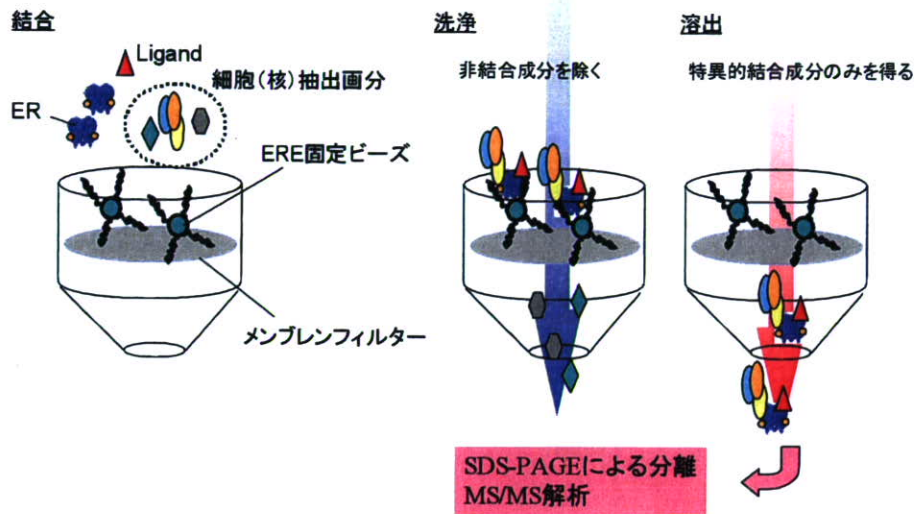 結合
Ligand
細胞(核)抽出画分
ER
ERE固定ビーズ
メンブレンフィルター
洗浄
非結合成分を除く
溶出
特異的結合成分のみを得る
SDS-PAGEによる分離
MS/MS解析